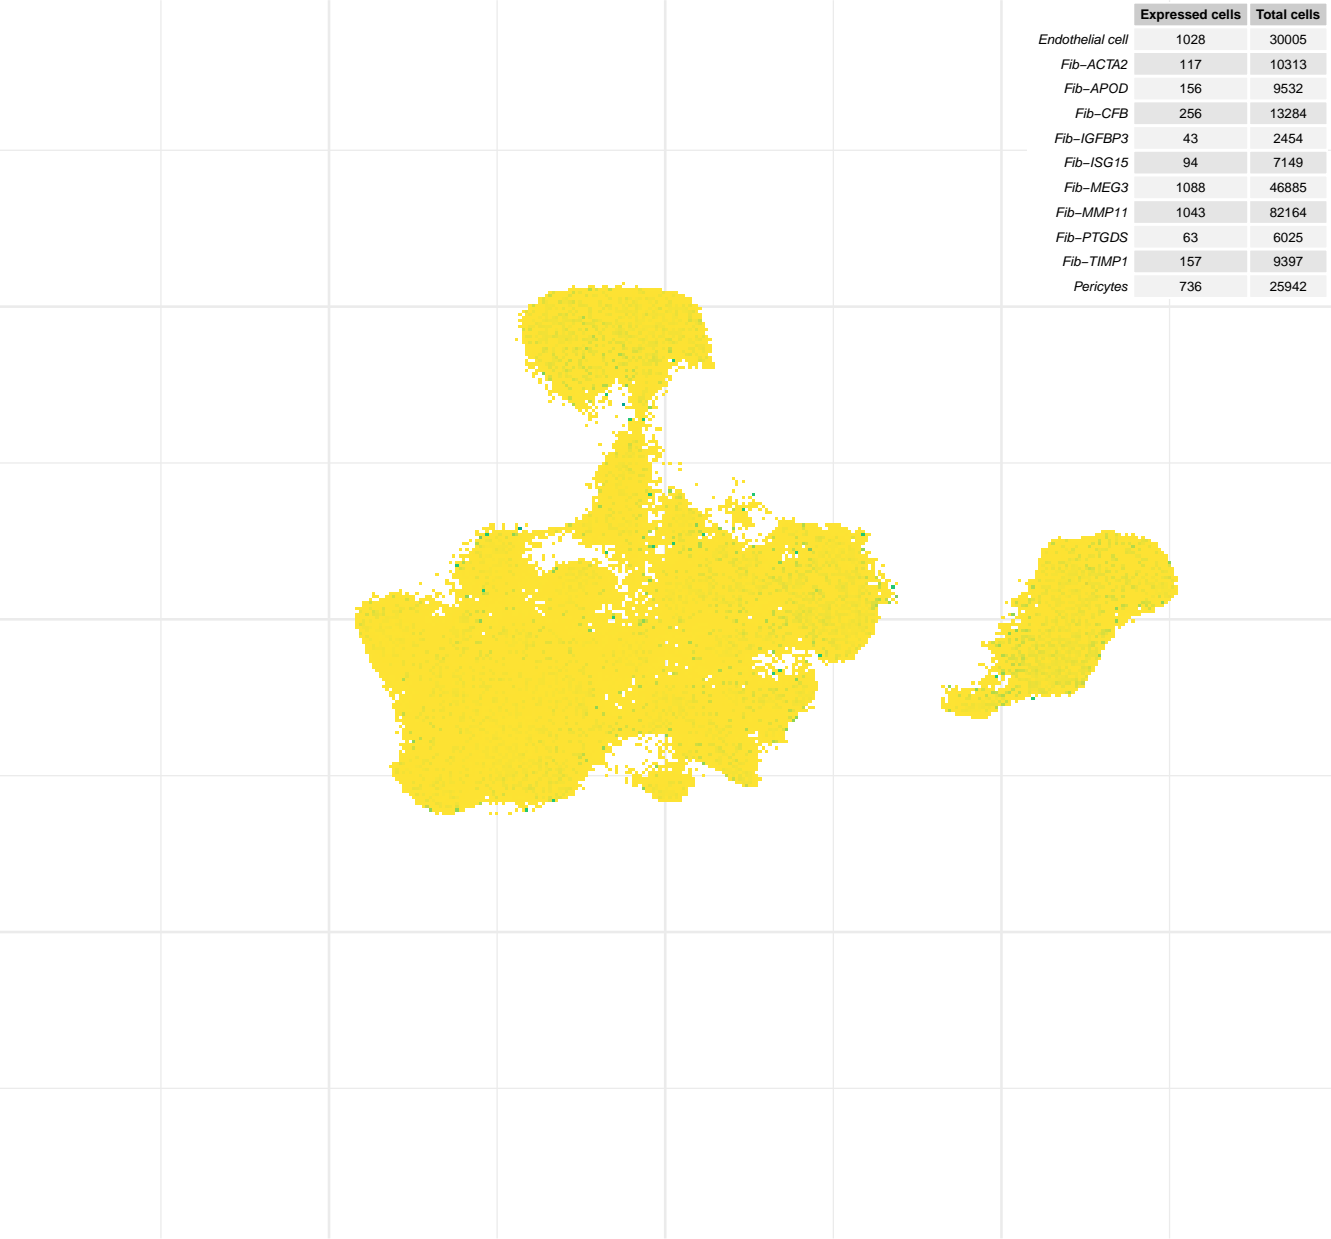 Expressed cells Total cells
Endothelial cell 1028 30005
Fib−ACTA2 117 10313
Fib−APOD 156 9532
Fib−CFB 256 13284
Fib−IGFBP3 43 2454
Fib−ISG15 94 7149
Fib−MEG3 1088 46885
Fib−MMP11 1043 82164
Fib−PTGDS 63 6025
Fib−TIMP1 157 9397
Pericytes 736 25942